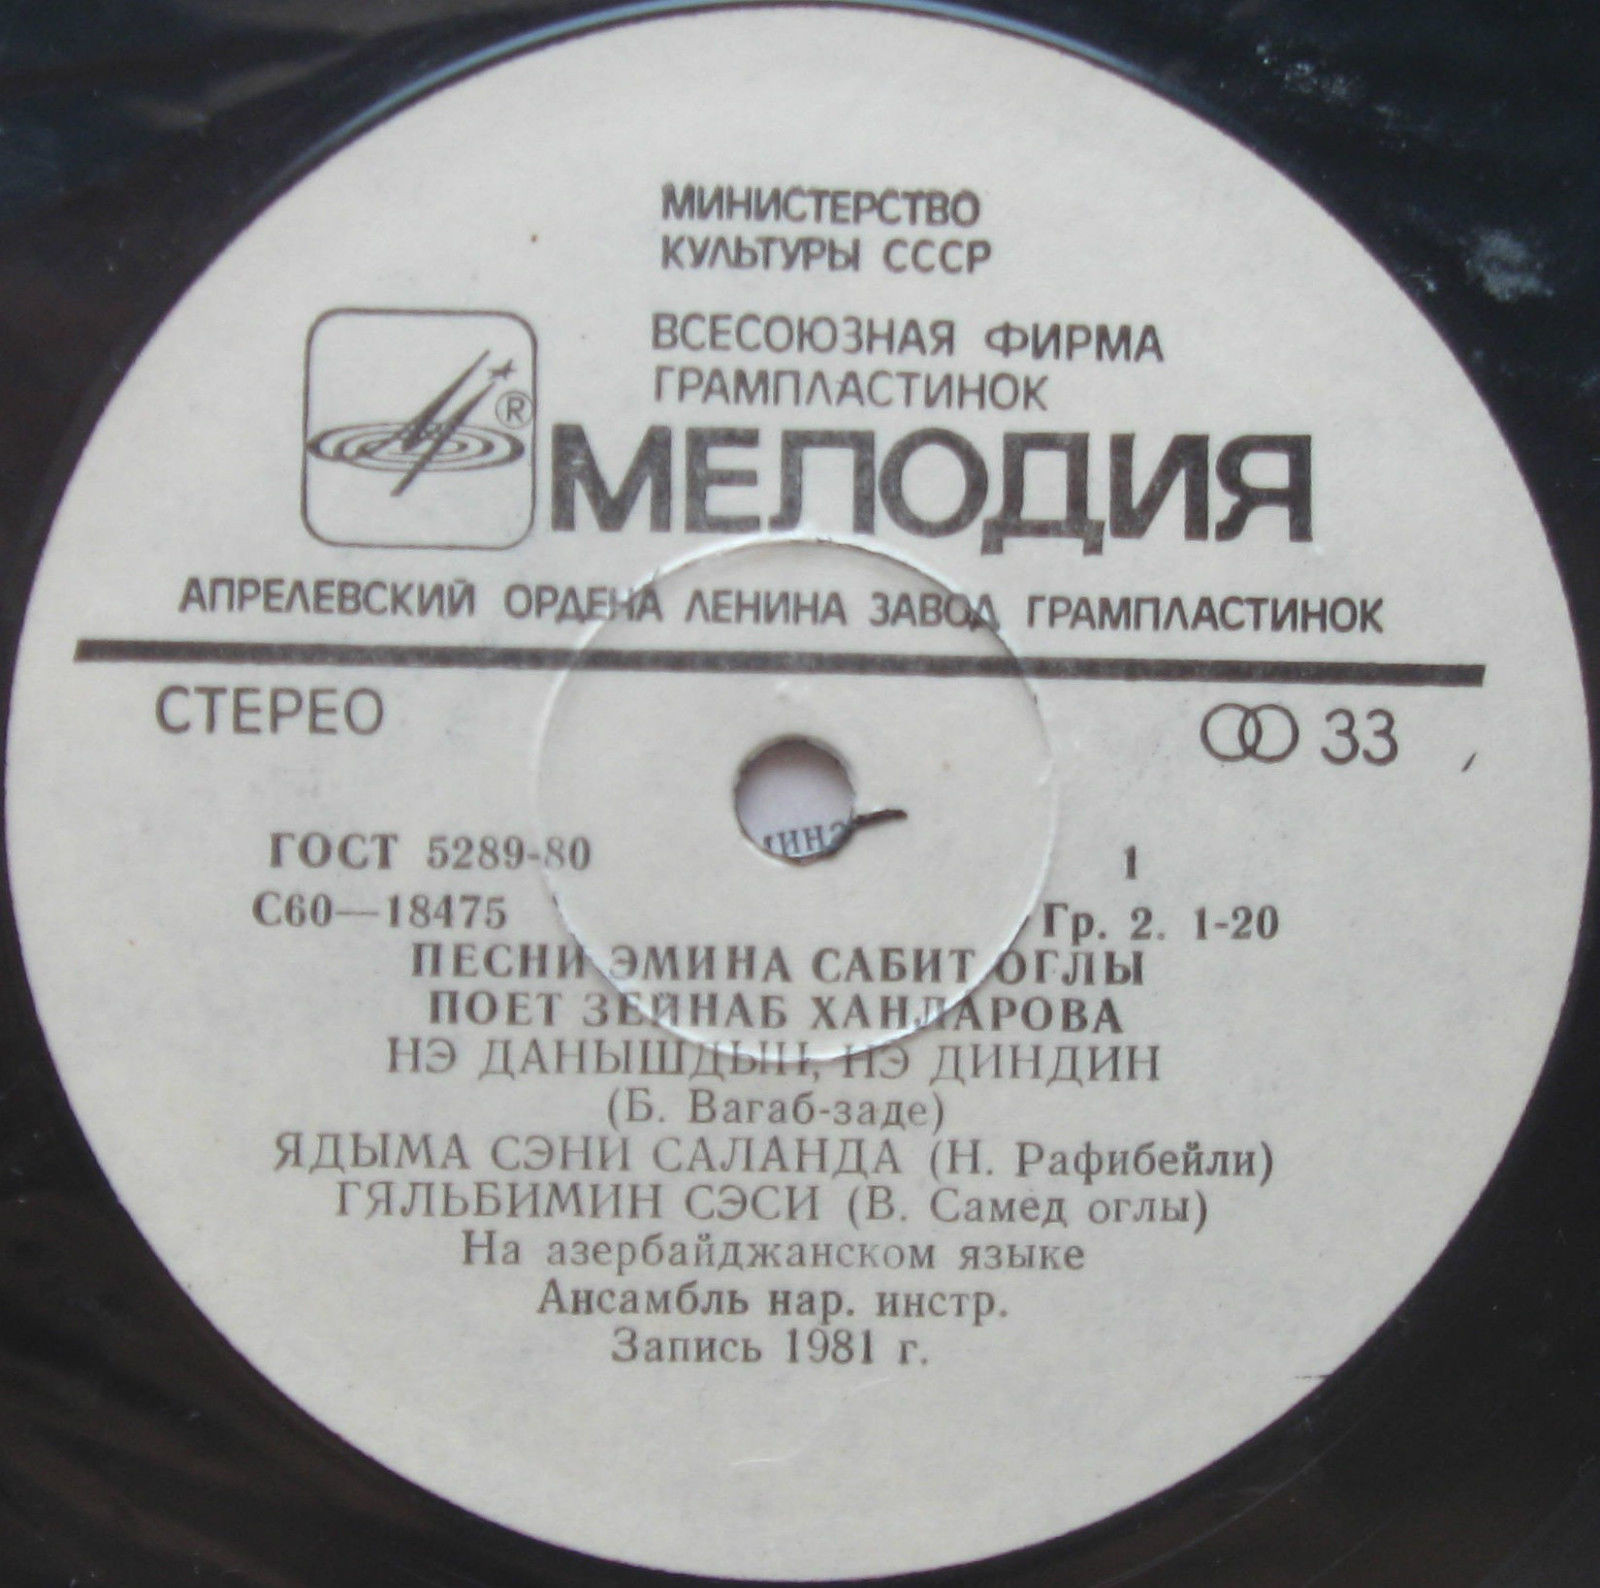 МИНИСТЕРСТВО
КУЛЬТУРЫ СССР
ВСЕСОЮЗНАЯ ФИРМА
ГРАМПЛАСТИНОК
®
МЕЛОДИЯ
АПРЕЛЕВСКИЙ ОРДЕНА ЛЕНИНА ЗАВОД ГРАМПЛАСТИНОК
СТЕРЕО 33
ГОСТ 5289-80 1
С60—18475 Гр. 2. 1-20
ПЕСНИ ЭМИНА САБИТ ОГЛЫ
ПОЕТ ЗЕЙНАБ ХАНЛАРОВА
НЭ ДАНЫШДЫН, НЭ ДИНДИН
(Б. Вагаб-заде)
ЯДЫМА СЭНИ САЛАНДА (Н. Рафибейли)
ГЯЛЬБИМИН СЭСИ (В. Самед оглы)
На азербайджанском языке
Ансамбль нар. инстр.
Запись 1981 г.